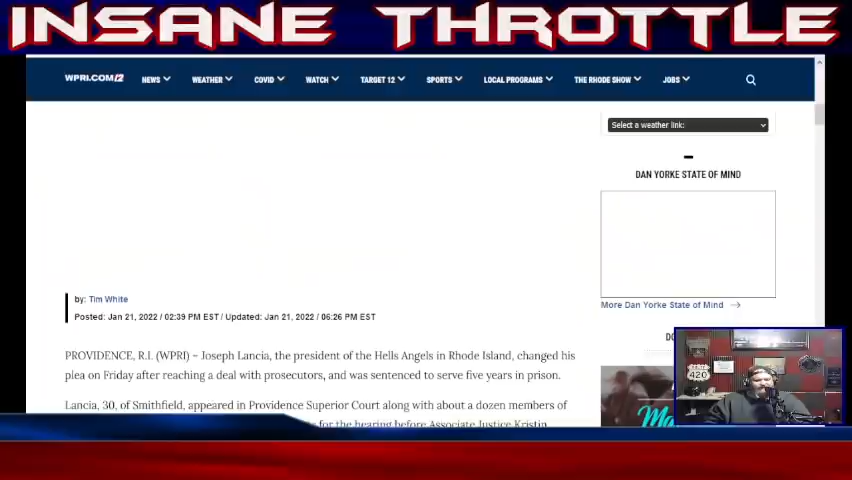 INSANE THROTTLE
WPRI.COM 12 NEWS WEATHER COVID WATCH TARGET 12 SPORTS LOCAL PROGRAMS THE RHODE SHOW JOBS
Select a weather link:
DAN YORKE STATE OF MIND
by: Tim White
More Dan Yorke State of Mind
Posted: Jan 21, 2022 / 02:39 PM EST / Updated: Jan 21, 2022 / 06:26 PM EST
PROVIDENCE, R.I. (WPRI) – Joseph Lancia, the president of the Hells Angels in Rhode Island, changed his
plea on Friday after reaching a deal with prosecutors, and was sentenced to serve five years in prison.
Lancia, 30, of Smithfield, appeared in Providence Superior Court along with about a dozen members of
for the hearing before Associate Justice Kristin
420